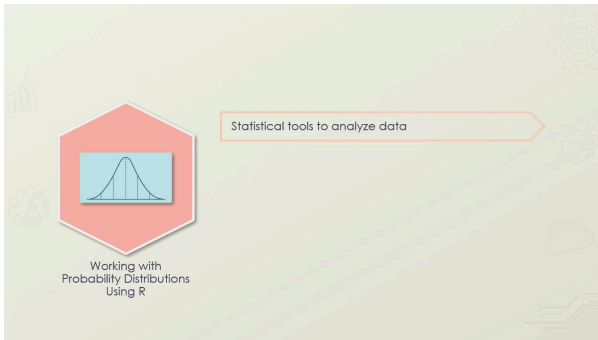 Statistical tools to analyze data
Working with
Probability Distributions
Using R